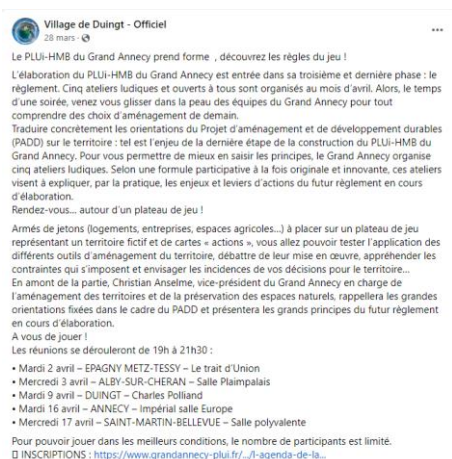 Village de Duingt - Officiel
28 mars ·
Le PLUi-HMB du Grand Annecy prend forme , découvrez les règles du jeu !
L'élaboration du PLUi-HMB du Grand Annecy est entrée dans sa troisième et dernière phase : le
règlement. Cinq ateliers ludiques et ouverts à tous sont organisés au mois d'avril. Alors, le temps
d'une soirée, venez vous glisser dans la peau des équipes du Grand Annecy pour tout
comprendre des choix d'aménagement de demain.
Traduire concrètement les orientations du Projet d'aménagement et de développement durables
(PADD) sur le territoire : tel est l'enjeu de la dernière étape de la construction du PLUi-HMB du
Grand Annecy. Pour vous permettre de mieux en saisir les principes, le Grand Annecy organise
cinq ateliers ludiques. Selon une formule participative à la fois originale et innovante, ces ateliers
visent à expliquer, par la pratique, les enjeux et leviers d'actions du futur règlement en cours
d'élaboration.
Rendez-vous... autour d'un plateau de jeu !
Armés de jetons (logements, entreprises, espaces agricoles...) à placer sur un plateau de jeu
représentant un territoire fictif et de cartes « actions », vous allez pouvoir tester l'application des
différents outils d'aménagement du territoire, débattre de leur mise en œuvre, appréhender les
contraintes qui s'imposent et envisager les incidences de vos décisions pour le territoire...
En amont de la partie, Christian Anselme, vice-président du Grand Annecy en charge de
l'aménagement des territoires et de la préservation des espaces naturels, rappellera les grandes
orientations fixées dans le cadre du PADD et présentera les grands principes du futur règlement
en cours d'élaboration.
A vous de jouer !
Les réunions se dérouleront de 19h à 21h30 :
• Mardi 2 avril – EPAGNY METZ-TESSY – Le trait d'Union
• Mercredi 3 avril – ALBY-SUR-CHERAN – Salle Plaimpalais
• Mardi 9 avril – DUINGT – Charles Polliand
• Mardi 16 avril – ANNECY – Impérial salle Europe
• Mercredi 17 avril – SAINT-MARTIN-BELLEVUE – Salle polyvalente
Pour pouvoir jouer dans les meilleurs conditions, le nombre de participants est limité.
▯ INSCRIPTIONS : https://www.grandannecy-plui.fr/.../l-agenda-de-la...